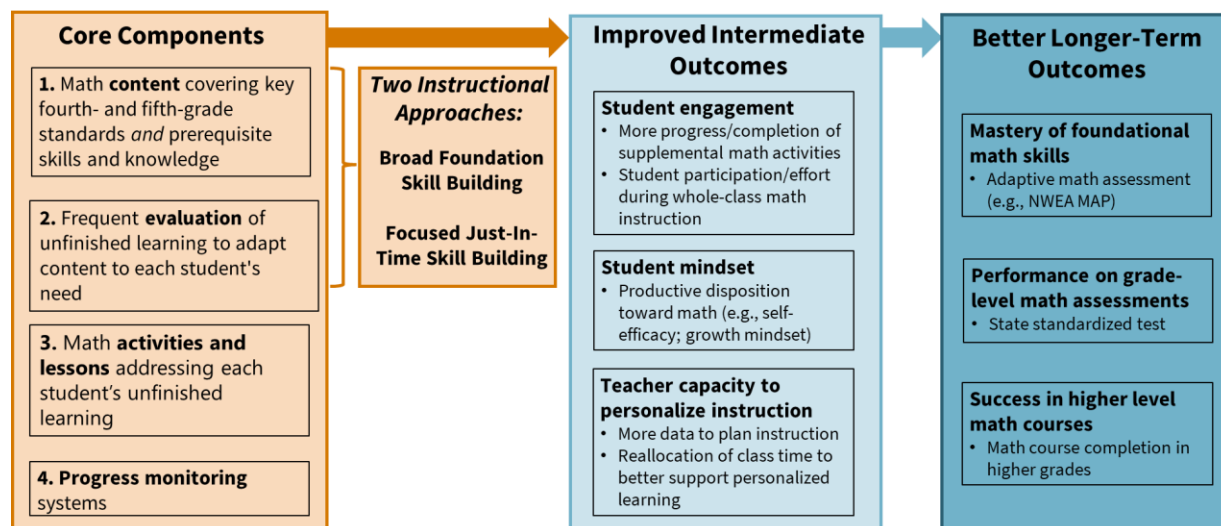 Core Components
1. Math content covering key
fourth- and fifth-grade
standards and prerequisite
skills and knowledge
2. Frequent evaluation of
unfinished learning to adapt
content to each student's
need
3. Math activities and
lessons addressing each
student's unfinished
learning
4. Progress monitoring
systems
Two Instructional
Approaches:
Broad Foundation
Skill Building
Focused Just-In-
Time Skill Building
Improved Intermediate
Outcomes
Student engagement
• More progress/completion of
supplemental math activities
• Student participation/effort
during whole-class math
instruction
Student mindset
• Productive disposition
toward math (e.g., self-
efficacy; growth mindset)
Teacher capacity to
personalize instruction
• More data to plan instruction
• Reallocation of class time to
better support personalized
learning
Better Longer-Term
Outcomes
Mastery of foundational
math skills
• Adaptive math assessment
(e.g., NWEA MAP)
Performance on grade-
level math assessments
• State standardized test
Success in higher level
math courses
• Math course completion in
higher grades